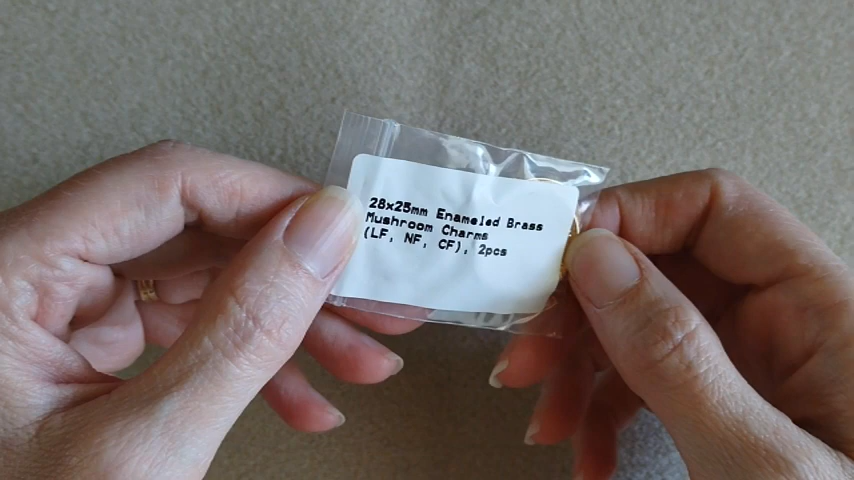 28x25mm Enameled Brass
Mushroom Charms
(LF, NF, CF), 2pcs